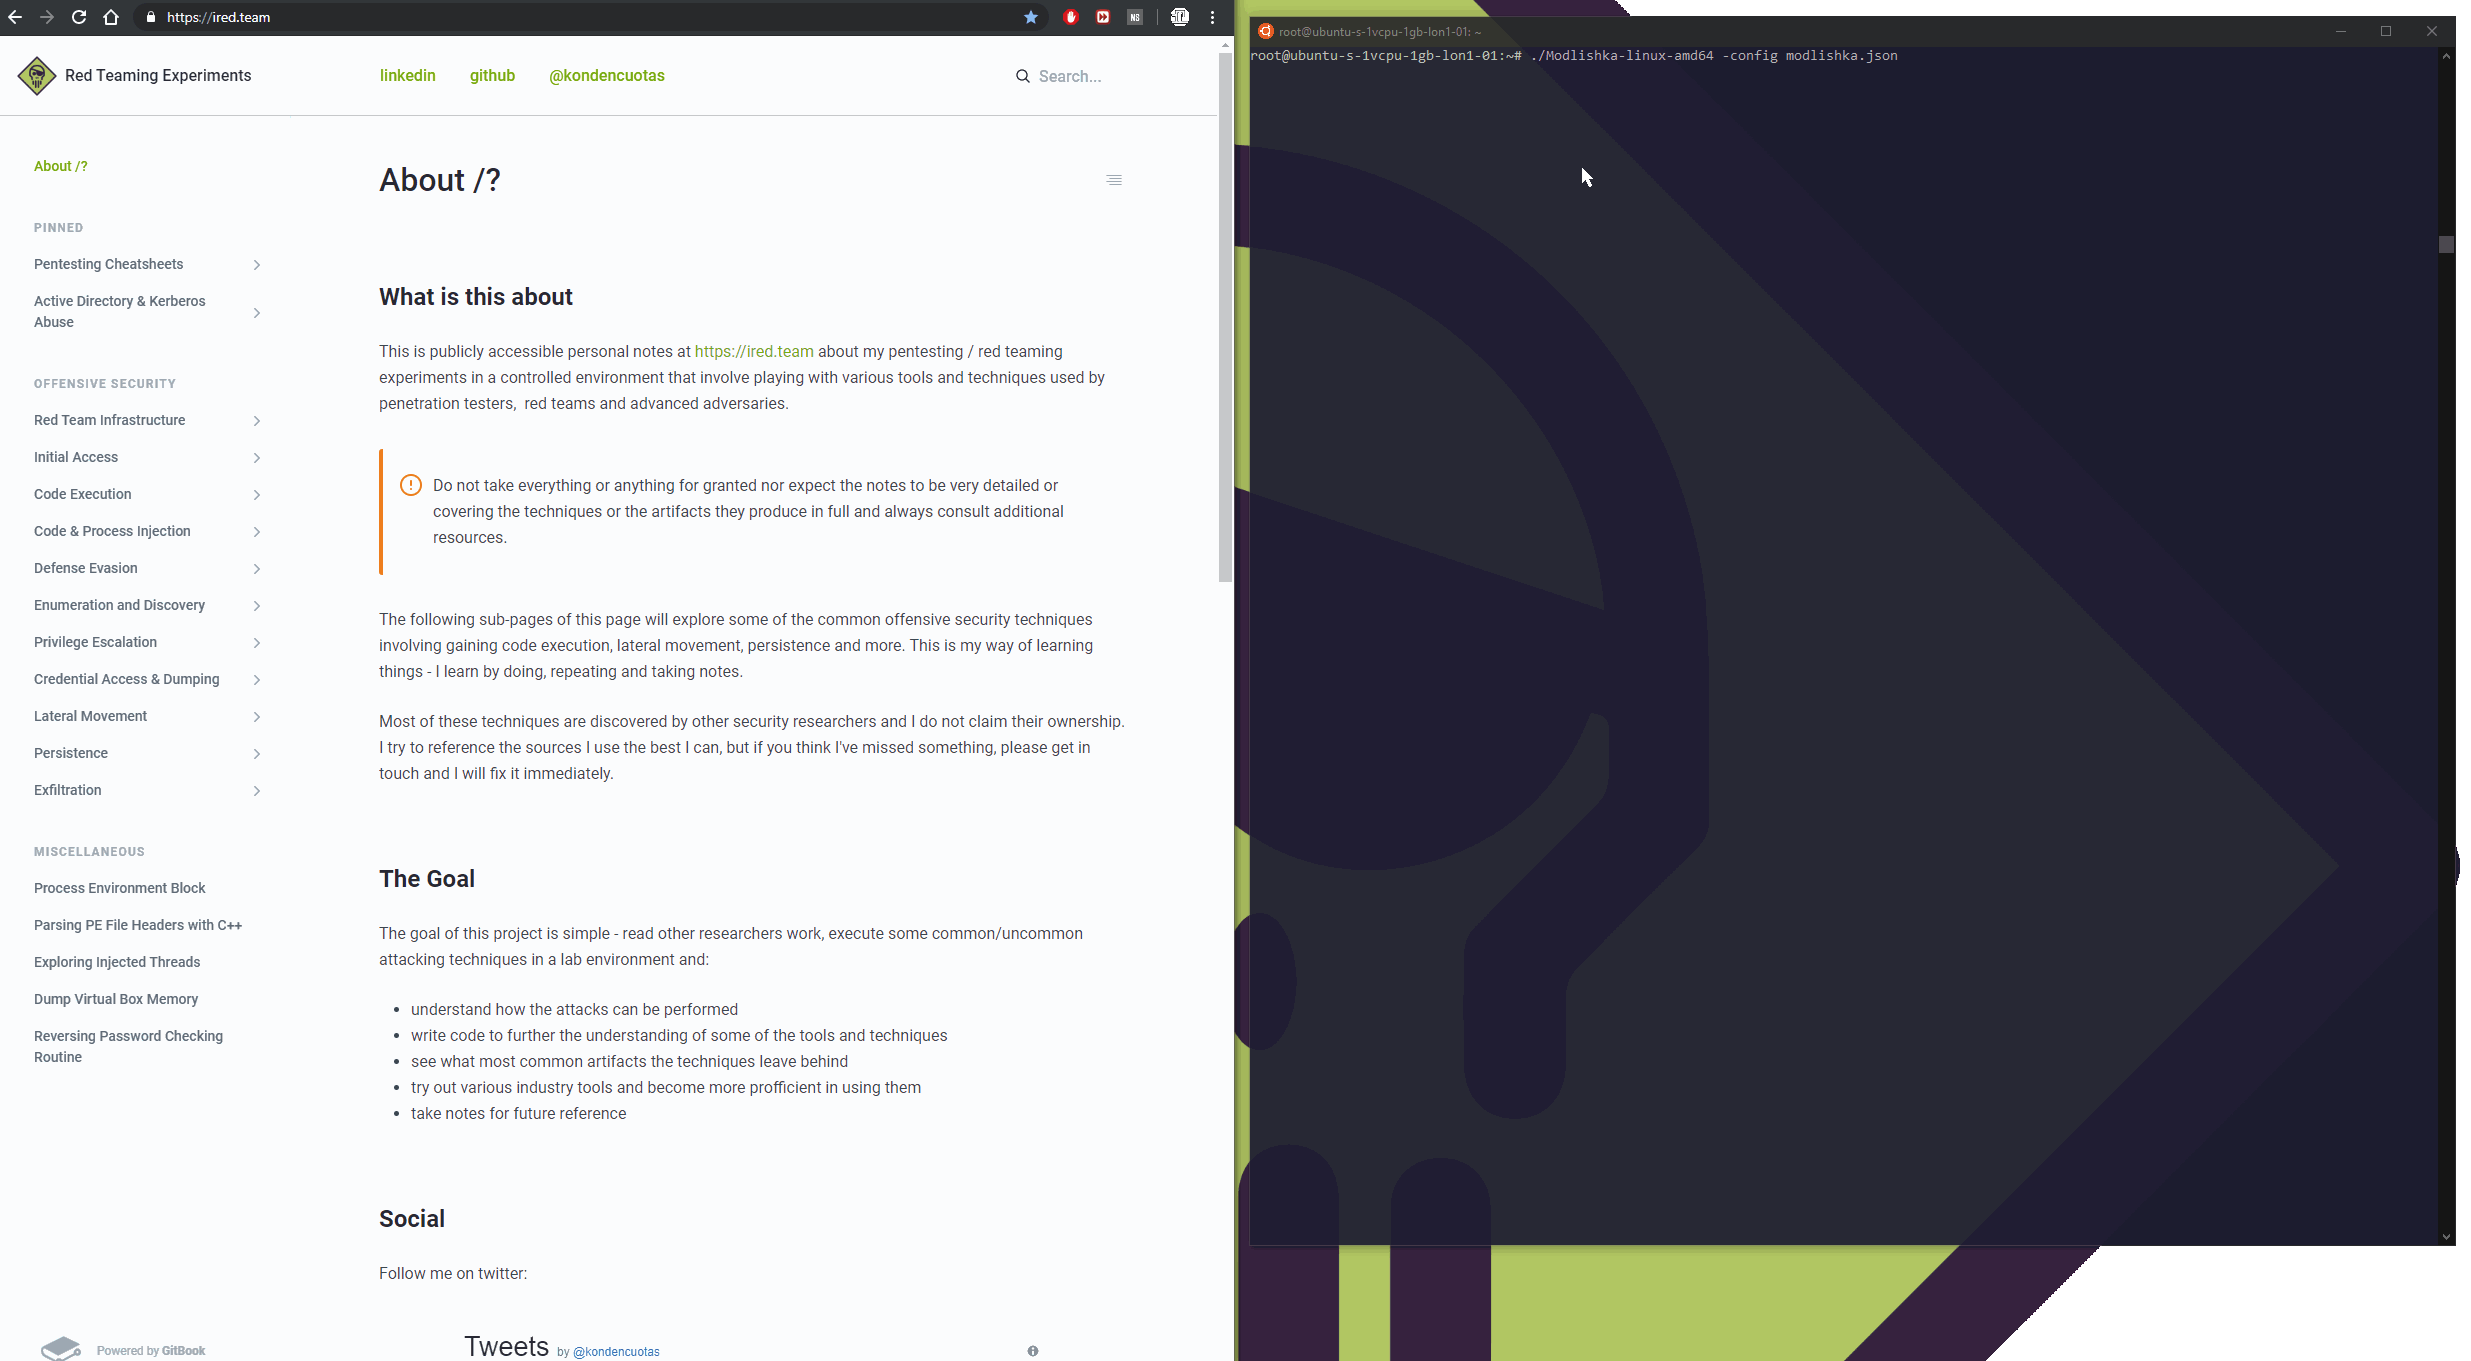 https://ired.team
NS
Red Teaming Experiments
linkedin github @kondencuotas
Search...
About /?
PINNED
Pentesting Cheatsheets
Active Directory & Kerberos
Abuse
OFFENSIVE SECURITY
Red Team Infrastructure
Initial Access
Code Execution
Code & Process Injection
Defense Evasion
Enumeration and Discovery
Privilege Escalation
Credential Access & Dumping
Lateral Movement
Persistence
Exfiltration
MISCELLANEOUS
Process Environment Block
Parsing PE File Headers with C++
Exploring Injected Threads
Dump Virtual Box Memory
Reversing Password Checking
Routine
Powered by GitBook
About /?
What is this about
This is publicly accessible personal notes at https://ired.team about my pentesting / red teaming
experiments in a controlled environment that involve playing with various tools and techniques used by
penetration testers, red teams and advanced adversaries.
Do not take everything or anything for granted nor expect the notes to be very detailed or
covering the techniques or the artifacts they produce in full and always consult additional
resources.
The following sub-pages of this page will explore some of the common offensive security techniques
involving gaining code execution, lateral movement, persistence and more. This is my way of learning
things - I learn by doing, repeating and taking notes.
Most of these techniques are discovered by other security researchers and I do not claim their ownership.
I try to reference the sources I use the best I can, but if you think I've missed something, please get in
touch and I will fix it immediately.
The Goal
The goal of this project is simple - read other researchers work, execute some common/uncommon
attacking techniques in a lab environment and:
• understand how the attacks can be performed
• write code to further the understanding of some of the tools and techniques
• see what most common artifacts the techniques leave behind
• try out various industry tools and become more profficient in using them
• take notes for future reference
Social
Follow me on twitter:
Tweets by @kondencuotas
root@ubuntu-s-1vcpu-1gb-lon1-01: ~
root@ubuntu-s-1vcpu-1gb-lon1-01:~# ./Modlishka-linux-amd64 -config modlishka.json